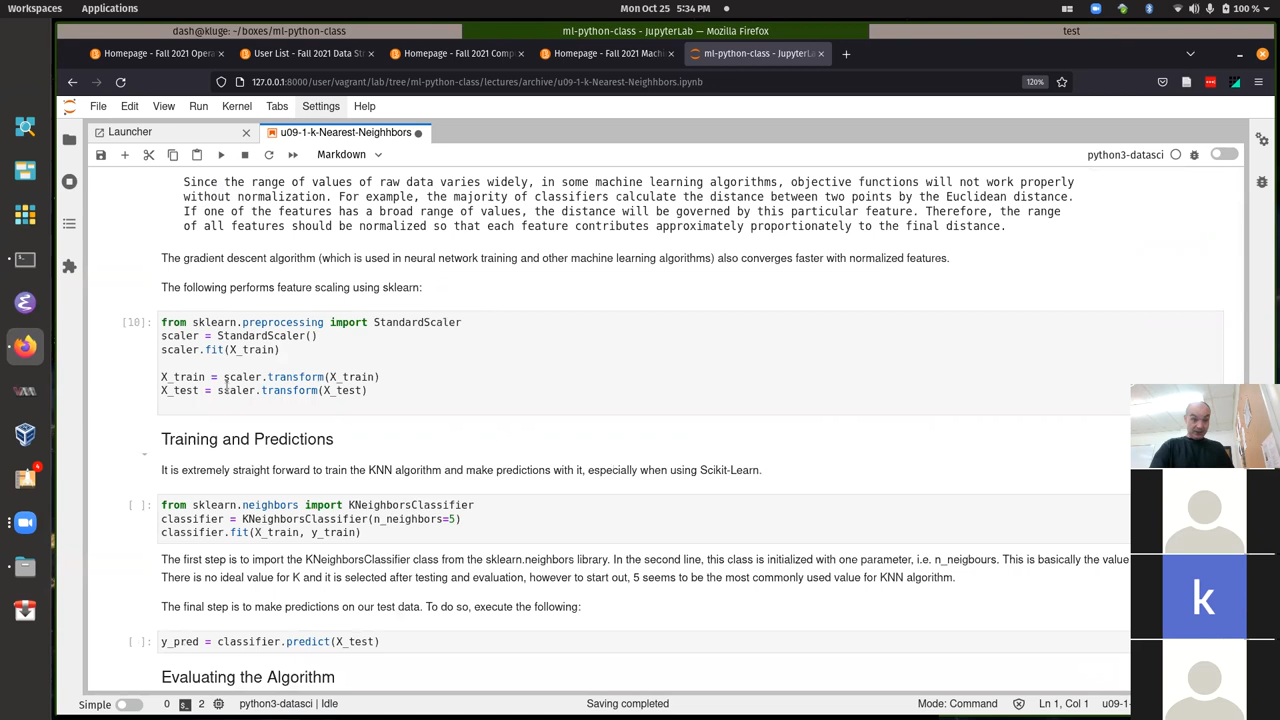 Workspaces Applications Mon Oct 25 5:34 PM 100 %
dash@kluge: ~/boxes/ml-python-class ml-python-class - JupyterLab — Mozilla Firefox test
Homepage - Fall 2021 Opera User List - Fall 2021 Data St Homepage - Fall 2021 Comp Homepage - Fall 2021 Machi ml-python-class - JupyterLab
127.0.0.1:8000/user/vagrant/lab/tree/ml-python-class/lectures/archive/u09-1-k-Nearest-Neighhbors.ipynb 120%
File Edit View Run Kernel Tabs Settings Help
Launcher u09-1-k-Nearest-Neighhbors
Markdown python3-datasci
Since the range of values of raw data varies widely, in some machine learning algorithms, objective functions will not work properly
without normalization. For example, the majority of classifiers calculate the distance between two points by the Euclidean distance.
If one of the features has a broad range of values, the distance will be governed by this particular feature. Therefore, the range
of all features should be normalized so that each feature contributes approximately proportionately to the final distance.
The gradient descent algorithm (which is used in neural network training and other machine learning algorithms) also converges faster with normalized features.
The following performs feature scaling using sklearn:
[10]: from sklearn.preprocessing import StandardScaler
scaler = StandardScaler()
scaler.fit(X_train)
X_train = scaler.transform(X_train)
X_test = scaler.transform(X_test)
Training and Predictions
It is extremely straight forward to train the KNN algorithm and make predictions with it, especially when using Scikit-Learn.
[ ]: from sklearn.neighbors import KNeighborsClassifier
classifier = KNeighborsClassifier(n_neighbors=5)
classifier.fit(X_train, y_train)
The first step is to import the KNeighborsClassifier class from the sklearn.neighbors library. In the second line, this class is initialized with one parameter, i.e. n_neigbours. This is basically the value
There is no ideal value for K and it is selected after testing and evaluation, however to start out, 5 seems to be the most commonly used value for KNN algorithm.
k
The final step is to make predictions on our test data. To do so, execute the following:
[ ]: y_pred = classifier.predict(X_test)
Evaluating the Algorithm
Simple 0 2 python3-datasci | Idle Saving completed Mode: Command Ln 1, Col 1 u09-1